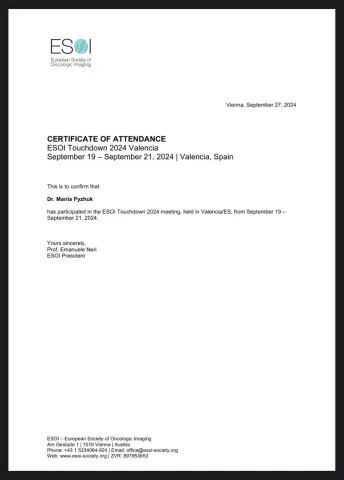 ESOI
European Society of
Oncologic Imaging
Vienna, September 27, 2024
CERTIFICATE OF ATTENDANCE
ESOI Touchdown 2024 Valencia
September 19 – September 21, 2024 | Valencia, Spain
This is to confirm that
Dr. Mariia Pyzhuk
has participated in the ESOI Touchdown 2024 meeting, held in Valencia/ES, from September 19 –
September 21, 2024.
Yours sincerely,
Prof. Emanuele Neri
ESOI President
ESOI – European Society of Oncologic Imaging
Am Gestade 1 | 1010 Vienna | Austria
Phone: +43 1 5334064-924 | Email: office@esoi-society.org
Web: www.esoi-society.org | ZVR: 897953653